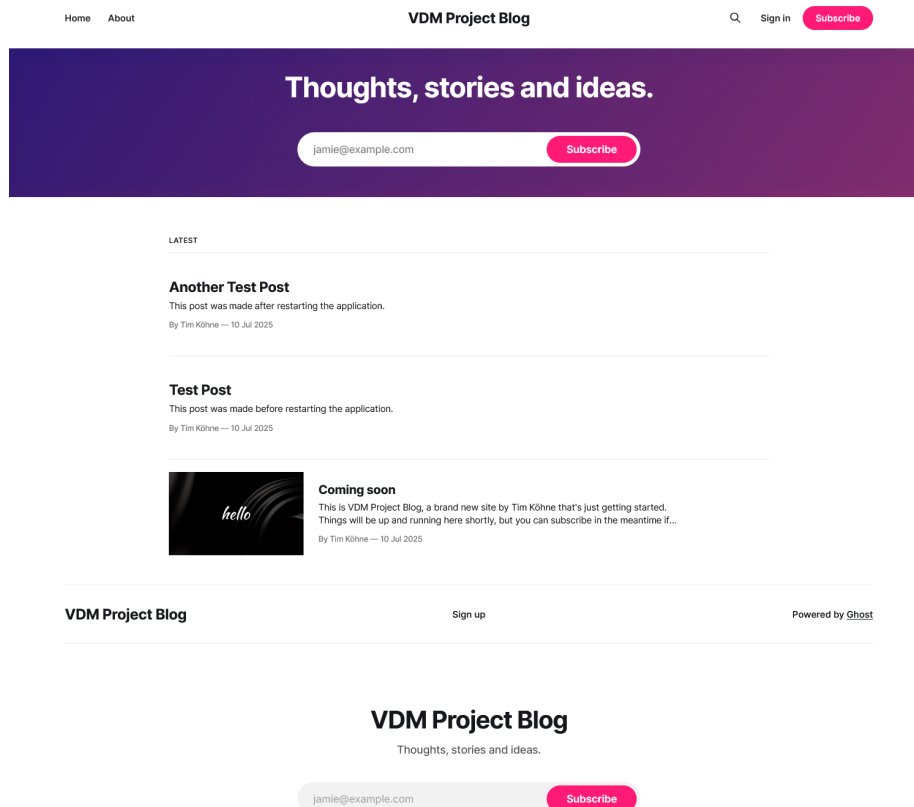 Home About VDM Project Blog Sign in Subscribe
Thoughts, stories and ideas.
jamie@example.com Subscribe
LATEST
Another Test Post
This post was made after restarting the application.
By Tim Köhne — 10 Jul 2025
Test Post
This post was made before restarting the application.
By Tim Köhne — 10 Jul 2025
hello
Coming soon
This is VDM Project Blog, a brand new site by Tim Köhne that's just getting started.
Things will be up and running here shortly, but you can subscribe in the meantime if...
By Tim Köhne — 10 Jul 2025
VDM Project Blog Sign up Powered by Ghost
VDM Project Blog
Thoughts, stories and ideas.
jamie@example.com Subscribe